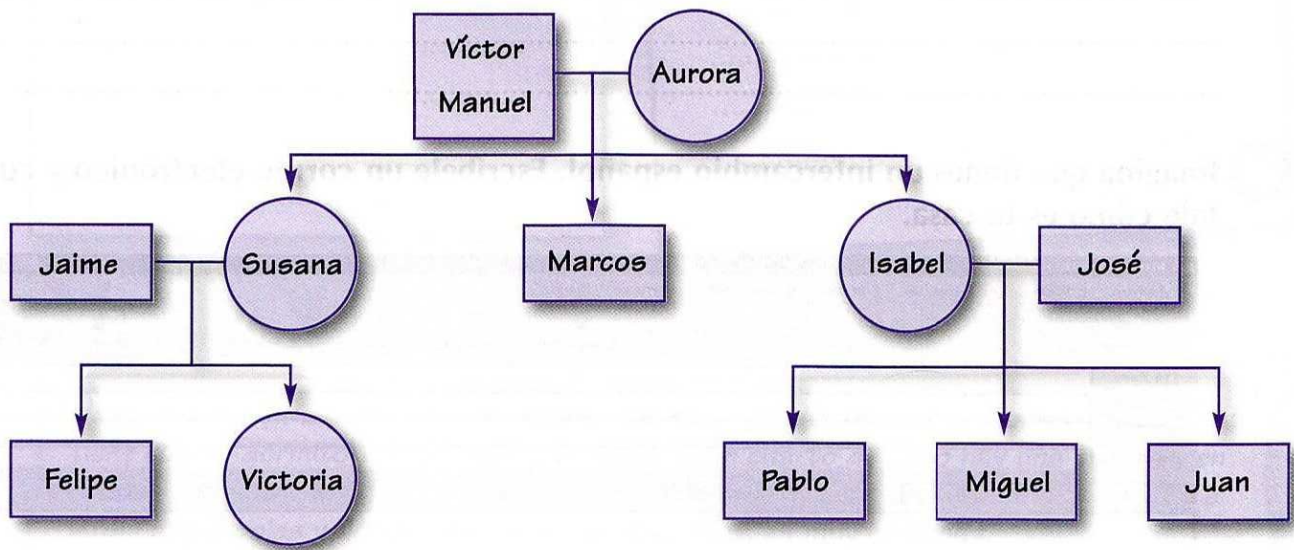 Víctor
Manuel
Aurora
Jaime
Susana
Marcos
Isabel
José
Felipe
Victoria
Pablo
Miguel
Juan